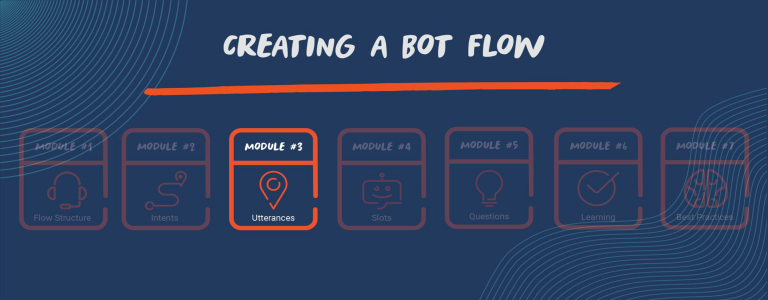 CREATING A BOT FLOW
MODULE #1
Flow Structure
MODULE #2
Intents
MODULE #3
Utterances
MODULE #4
Slots
MODULE #5
Questions
MODULE #6
Learning
MODULE #7
Best Practices